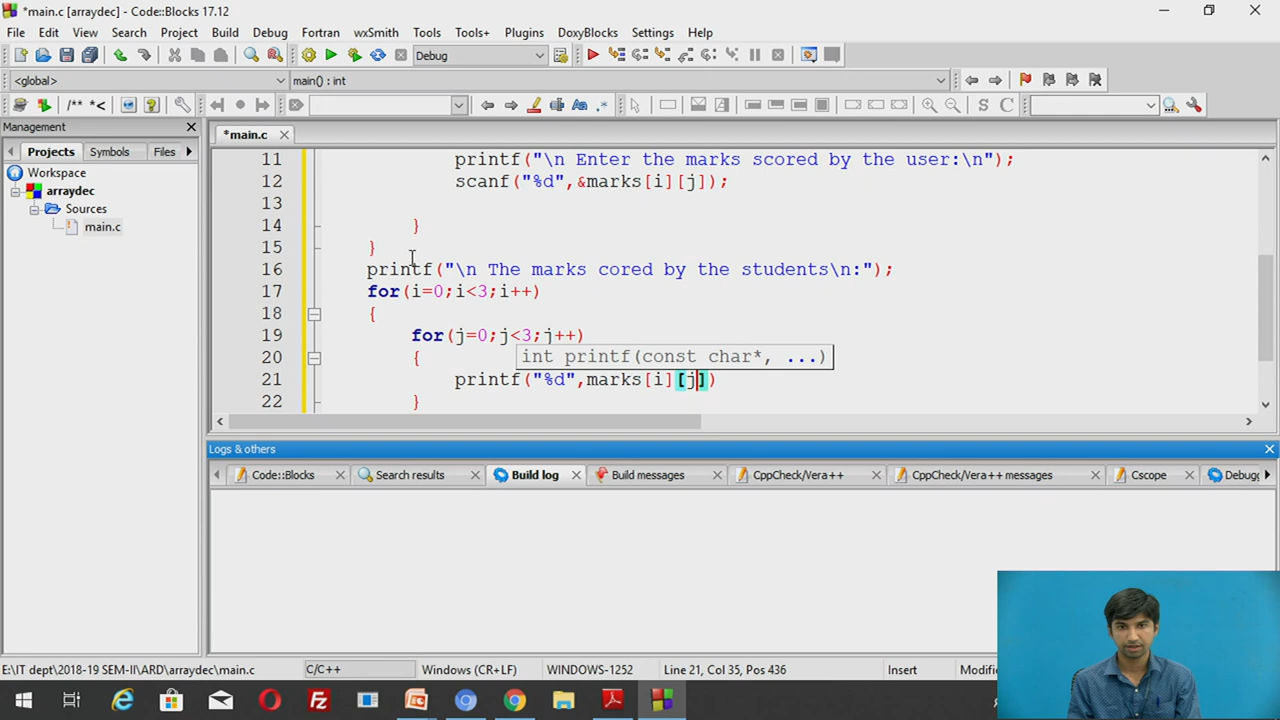 *main.c [arraydec] - Code::Blocks 17.12
File Edit View Search Project Build Debug Fortran wxSmith Tools Tools+ Plugins DoxyBlocks Settings Help
Debug
<global> main() : int
/** *<
Management *main.c
Projects Symbols Files
Workspace
arraydec
Sources
main.c
11 printf("\n Enter the marks scored by the user:\n");
12 scanf("%d",&marks[i][j]);
13
14 }
15 }
16 printf("\n The marks cored by the students\n:");
17 for(i=0;i<3;i++)
18 {
19 for(j=0;j<3;j++)
20 {
int printf(const char*, ...)
21 printf("%d",marks[i][j])
22 }
Logs & others
Code::Blocks Search results Build log Build messages CppCheck/Vera++ CppCheck/Vera++ messages Cscope Debugg
E:\IT dept\2018-19 SEM-II\ARD\arraydec\main.c C/C++ Windows (CR+LF) WINDOWS-1252 Line 21, Col 35, Pos 436 Insert